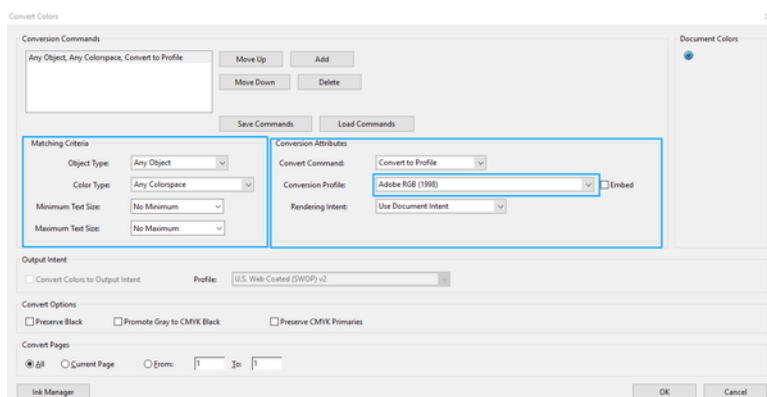 Convert Colors
Conversion Commands
Document Colors
Any Object, Any Colorspace, Convert to Profile
Move Up Add
Move Down Delete
Save Commands Load Commands
Matching Criteria
Object Type: Any Object
Color Type: Any Colorspace
Minimum Text Size: No Minimum
Maximum Text Size: No Maximum
Conversion Attributes
Convert Command: Convert to Profile
Conversion Profile: Adobe RGB (1998) Embed
Rendering Intent: Use Document Intent
Output Intent
Convert Colors to Output Intent Profile: U.S. Web Coated (SWOP) v2
Convert Options
Preserve Black Promote Gray to CMYK Black Preserve CMYK Primaries
Convert Pages
All Current Page From: 1 To: 1
Ink Manager OK Cancel